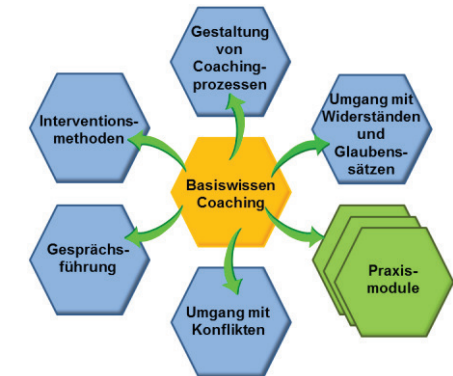 Gestaltung
von
Coaching-
prozessen
Interventions-
methoden
Umgang mit
Widerständen
und
Glaubens-
sätzen
Basiswissen
Coaching
Gesprächs-
führung
Praxis-
module
Umgang mit
Konflikten